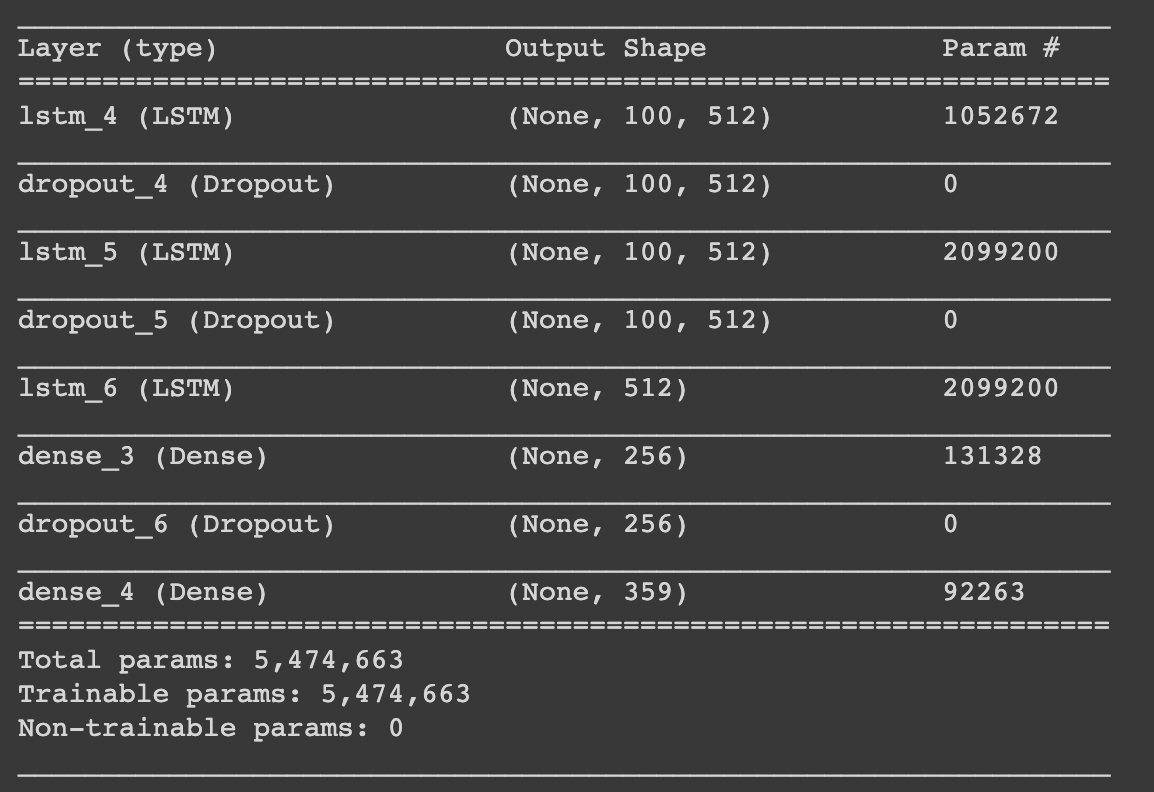 Layer (type) Output Shape Param #
=================================================================
lstm_4 (LSTM) (None, 100, 512) 1052672
dropout_4 (Dropout) (None, 100, 512) 0
lstm_5 (LSTM) (None, 100, 512) 2099200
dropout_5 (Dropout) (None, 100, 512) 0
lstm_6 (LSTM) (None, 512) 2099200
dense_3 (Dense) (None, 256) 131328
dropout_6 (Dropout) (None, 256) 0
dense_4 (Dense) (None, 359) 92263
=================================================================
Total params: 5,474,663
Trainable params: 5,474,663
Non-trainable params: 0